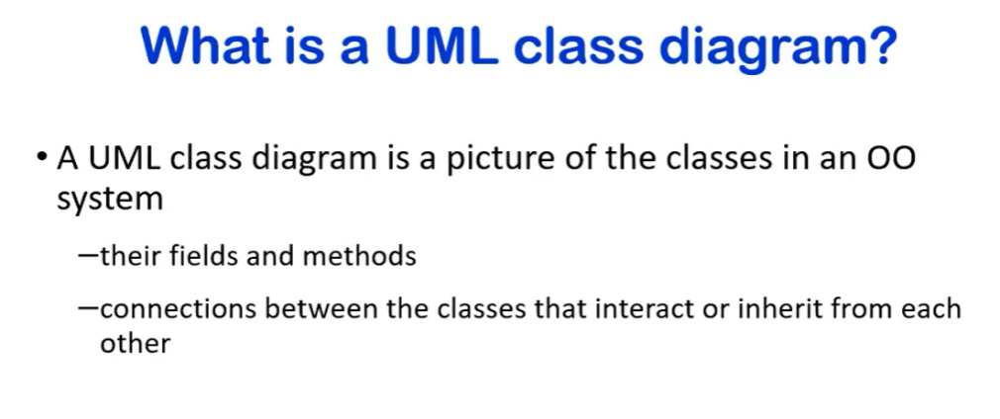 What is a UML class diagram?
• A UML class diagram is a picture of the classes in an OO
system
–their fields and methods
–connections between the classes that interact or inherit from each
other